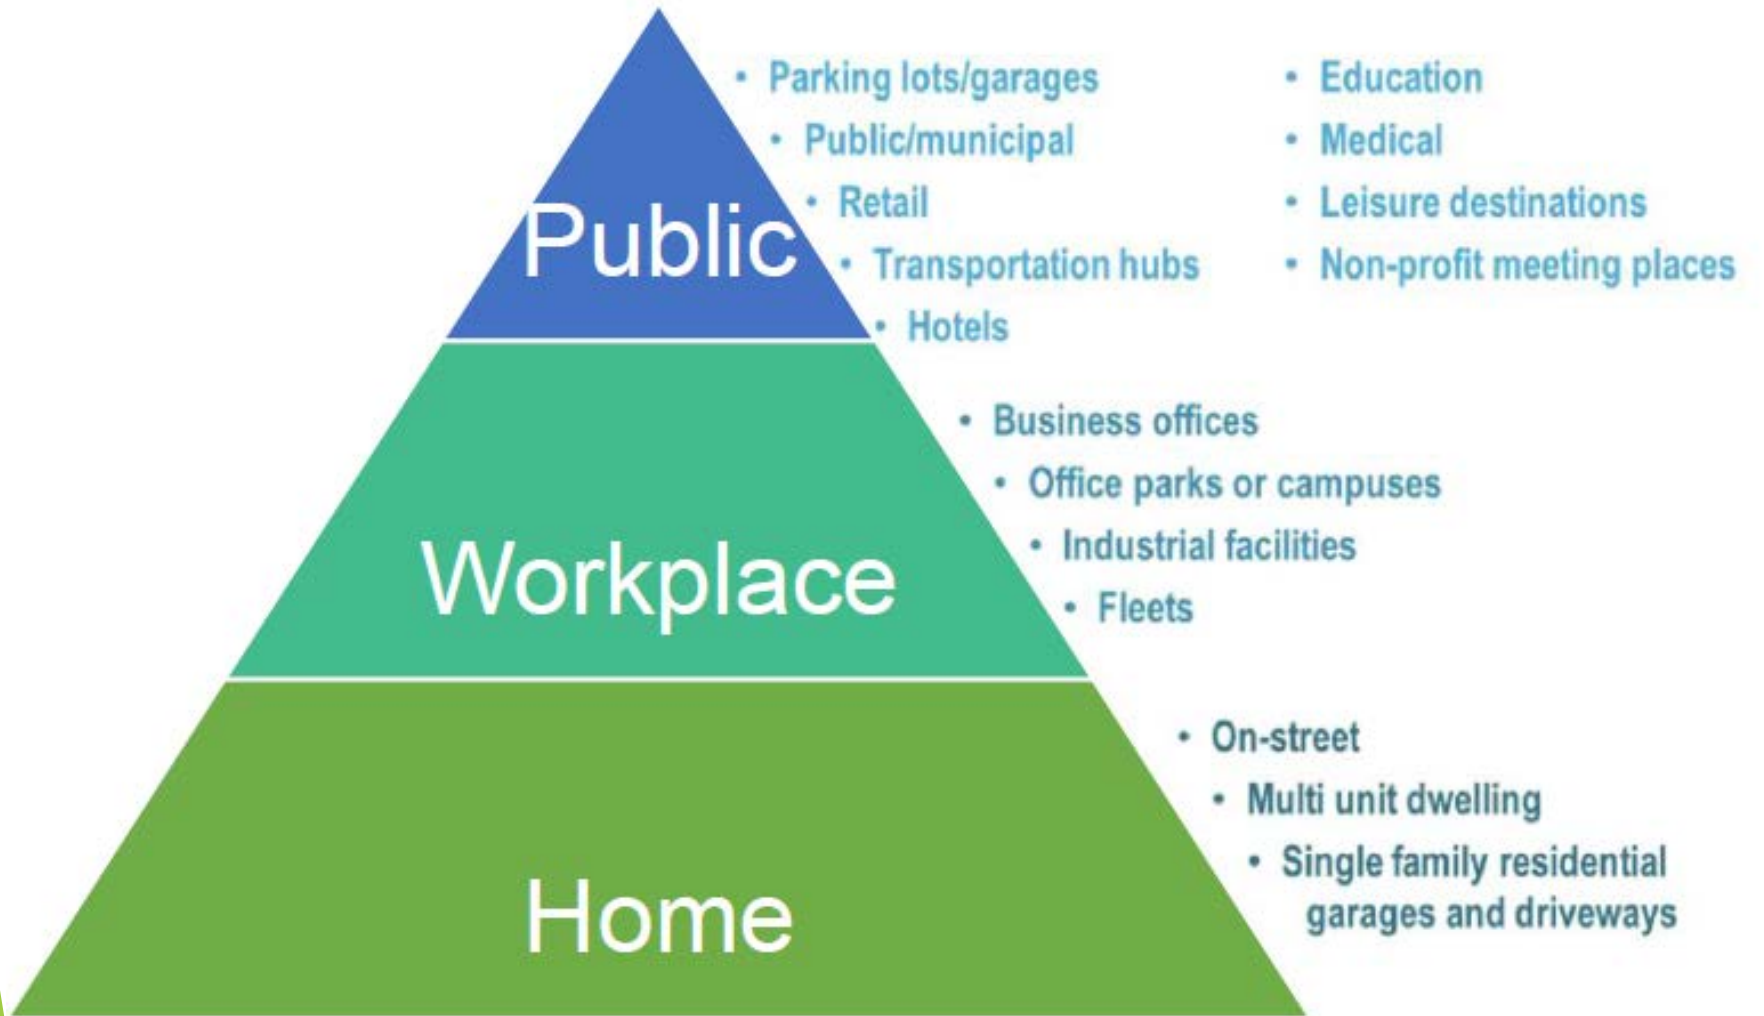 Public
• Parking lots/garages
• Public/municipal
• Retail
• Transportation hubs
• Hotels
• Education
• Medical
• Leisure destinations
• Non-profit meeting places
Workplace
• Business offices
• Office parks or campuses
• Industrial facilities
• Fleets
Home
• On-street
• Multi unit dwelling
• Single family residential
garages and driveways